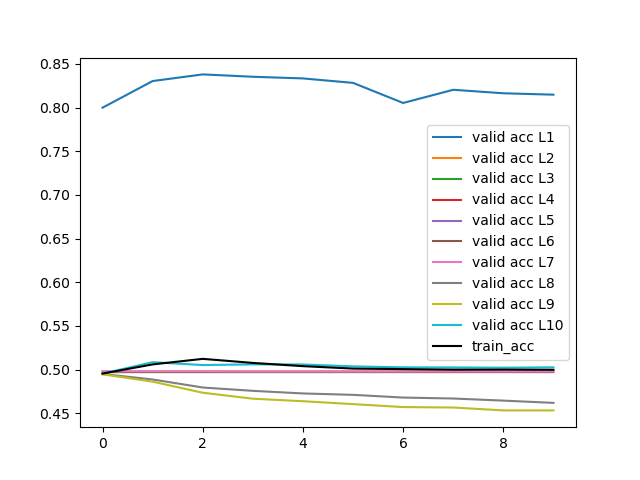 0.85
0.80
0.75
0.70
0.65
0.60
0.55
0.50
0.45
0
2
4
6
8
valid acc L1
valid acc L2
valid acc L3
valid acc L4
valid acc L5
valid acc L6
valid acc L7
valid acc L8
valid acc L9
valid acc L10
train_acc